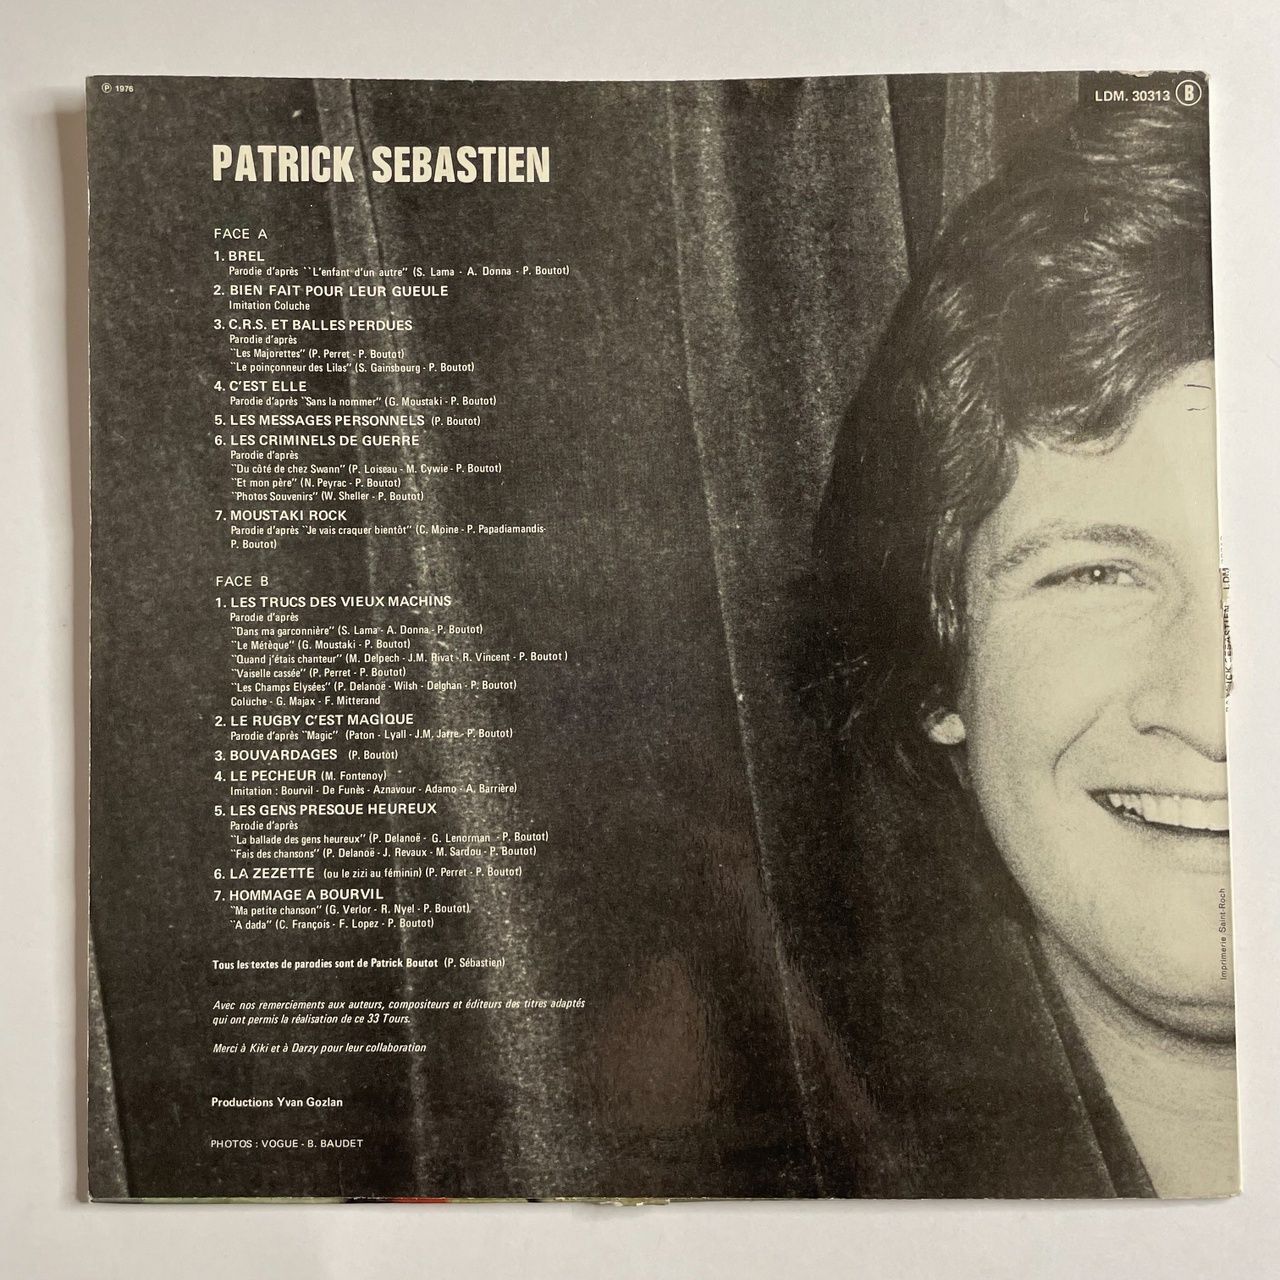 ℗ 1976
LDM. 30313 B
PATRICK SEBASTIEN
FACE A
1. BREL
Parodie d'après ``L'enfant d'un autre" (S. Lama - A. Donna - P. Boutot)
2. BIEN FAIT POUR LEUR GUEULE
Imitation Coluche
3. C.R.S. ET BALLES PERDUES
Parodie d'après
``Les Majorettes" (P. Perret - P. Boutot)
``Le poinçonneur des Lilas" (S. Gainsbourg - P. Boutot)
4. C'EST ELLE
Parodie d'après ``Sans la nommer" (G. Moustaki - P. Boutot)
5. LES MESSAGES PERSONNELS (P. Boutot)
6. LES CRIMINELS DE GUERRE
Parodie d'après
``Du côté de chez Swann" (P. Loiseau - M. Cywie - P. Boutot)
``Et mon père" (N. Peyrac - P. Boutot)
``Photos Souvenirs" (W. Sheller - P. Boutot)
7. MOUSTAKI ROCK
Parodie d'après ``Je vais craquer bientôt" (C. Moine - P. Papadiamandis-
P. Boutot)
FACE B
1. LES TRUCS DES VIEUX MACHINS
Parodie d'après
``Dans ma garconnière" (S. Lama - A. Donna - P. Boutot)
``Le Métèque" (G. Moustaki - P. Boutot)
``Quand j'étais chanteur" (M. Delpech - J.M. Rivat - R. Vincent - P. Boutot )
``Vaiselle cassée" (P. Perret - P. Boutot)
``Les Champs Elysées" (P. Delanoë - Wilsh - Delghan - P. Boutot)
Coluche - G. Majax - F. Mitterand
2. LE RUGBY C'EST MAGIQUE
Parodie d'après ``Magic" (Paton - Lyall - J.M. Jarre - P. Boutot)
3. BOUVARDAGES (P. Boutot)
4. LE PECHEUR (M. Fontenoy)
Imitation : Bourvil - De Funès - Aznavour - Adamo - A. Barrière)
5. LES GENS PRESQUE HEUREUX
Parodie d'après
``La ballade des gens heureux" (P. Delanoë - G. Lenorman - P. Boutot)
``Fais des chansons" (P. Delanoë - J. Revaux - M. Sardou - P. Boutot)
6. LA ZEZETTE (ou le zizi au féminin) (P. Perret - P. Boutot)
7. HOMMAGE A BOURVIL
``Ma petite chanson" (G. Verlor - R. Nyel - P. Boutot)
``A dada" (C. François - F. Lopez - P. Boutot)
Tous les textes de parodies sont de Patrick Boutot (P. Sébastien)
Avec nos remerciements aux auteurs, compositeurs et éditeurs des titres adaptés
qui ont permis la réalisation de ce 33 Tours.
Merci à Kiki et à Darzy pour leur collaboration
Productions Yvan Gozlan
PHOTOS : VOGUE - B. BAUDET
Imprimerie Saint-Roch
SEBASTIEN LDM